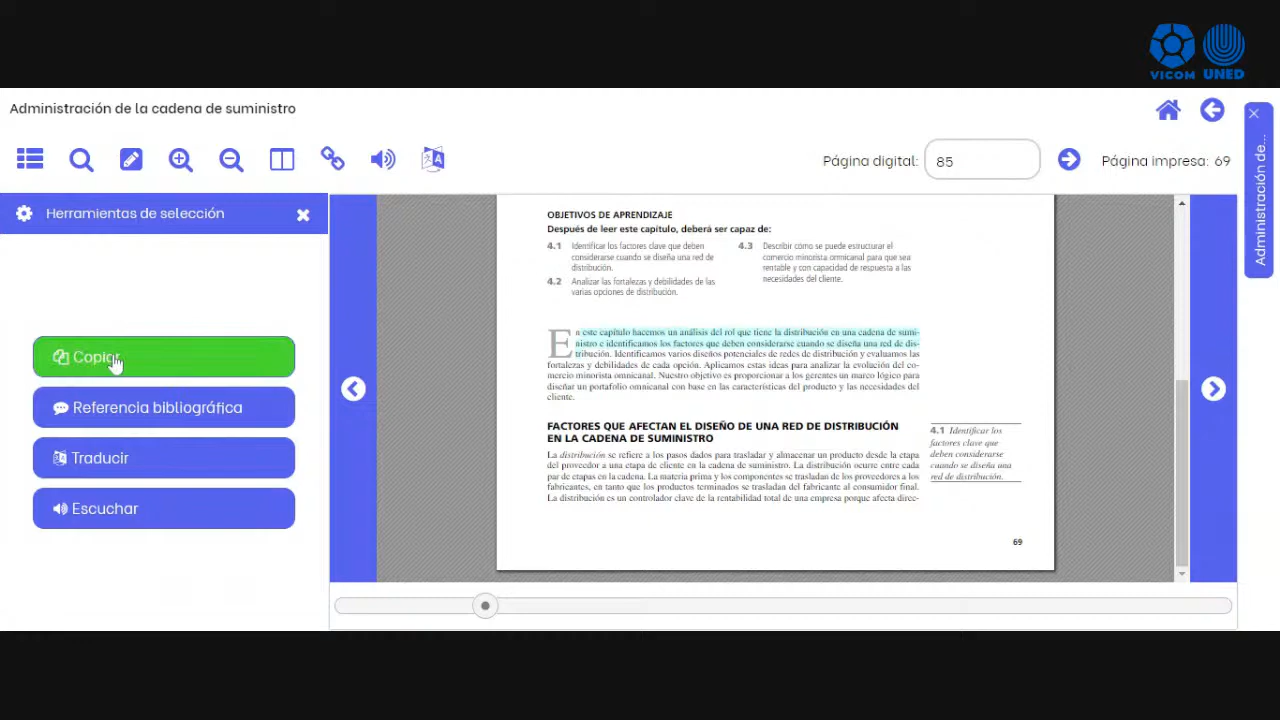 VICOM UNED
Administración de la cadena de suministro
Página digital:
85
Página impresa: 69
Administración de...
Herramientas de selección
Copiar
Referencia bibliográfica
Traducir
Escuchar
OBJETIVOS DE APRENDIZAJE
Después de leer este capítulo, deberá ser capaz de:
4.1 Identificar los factores clave que deben
considerarse cuando se diseña una red de
distribución.
4.2 Analizar las fortalezas y debilidades de las
varias opciones de distribución.
4.3 Describir cómo se puede estructurar el
comercio minorista omnicanal para que sea
rentable y con capacidad de respuesta a las
necesidades del cliente.
En este capítulo hacemos un análisis del rol que tiene la distribución en una cadena de sumi-
nistro e identificamos los factores que deben considerarse cuando se diseña una red de dis-
tribución. Identificamos varios diseños potenciales de redes de distribución y evaluamos las
fortalezas y debilidades de cada opción. Aplicamos estas ideas para analizar la evolución del co-
mercio minorista omnicanal. Nuestro objetivo es proporcionar a los gerentes un marco lógico para
diseñar un portafolio omnicanal con base en las características del producto y las necesidades del
cliente.
FACTORES QUE AFECTAN EL DISEÑO DE UNA RED DE DISTRIBUCIÓN
EN LA CADENA DE SUMINISTRO
La distribución se refiere a los pasos dados para trasladar y almacenar un producto desde la etapa
del proveedor a una etapa de cliente en la cadena de suministro. La distribución ocurre entre cada
par de etapas en la cadena. La materia prima y los componentes se trasladan de los proveedores a los
fabricantes, en tanto que los productos terminados se trasladan del fabricante al consumidor final.
La distribución es un controlador clave de la rentabilidad total de una empresa porque afecta direc-
4.1 Identificar los
factores clave que
deben considerarse
cuando se diseña una
red de distribución.
69